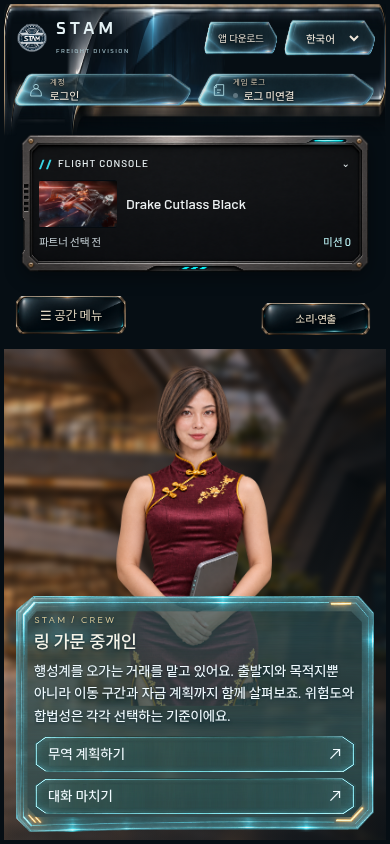 STAM
STAM
FREIGHT DIVISION
앱 다운로드
한국어
계정
로그인
게임 로그
로그 미연결
// FLIGHT CONSOLE
Drake Cutlass Black
파트너 선택 전
미션 0
☰ 공간 메뉴
소리·연출
STAM / CREW
링 가문 중개인
행성계를 오가는 거래를 맡고 있어요. 출발지와 목적지뿐
아니라 이동 구간과 자금 계획까지 함께 살펴보죠. 위험도와
합법성은 각각 선택하는 기준이에요.
무역 계획하기
대화 마치기